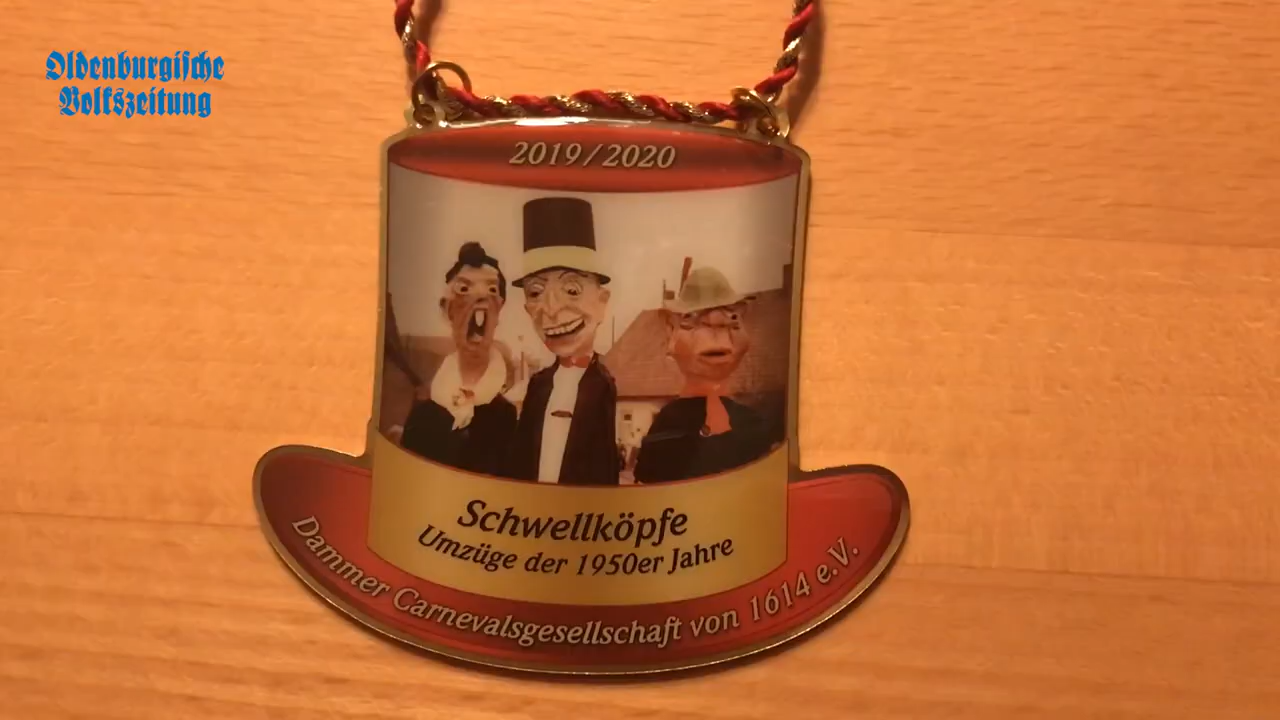 Oldenburgische
Volkszeitung
2019/2020
Schwellköpfe
Umzüge der 1950er Jahre
Dammer Carnevalsgesellschaft von 1614 e.V.